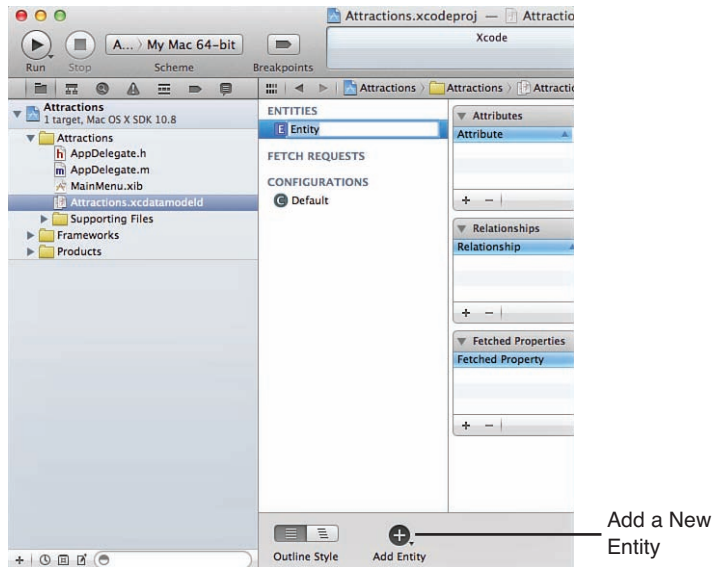 Attractions.xcodeproj — Attractio
A... My Mac 64-bit
Xcode
Run Stop Scheme Breakpoints
Attractions Attractions Attractic
Attractions
1 target, Mac OS X SDK 10.8
Attractions
h AppDelegate.h
m AppDelegate.m
MainMenu.xib
Attractions.xcdatamodeld
Supporting Files
Frameworks
Products
ENTITIES
E Entity
FETCH REQUESTS
CONFIGURATIONS
C Default
Attributes
Attribute
+ −
Relationships
Relationship
+ −
Fetched Properties
Fetched Property
+ −
Outline Style Add Entity
Add a New
Entity